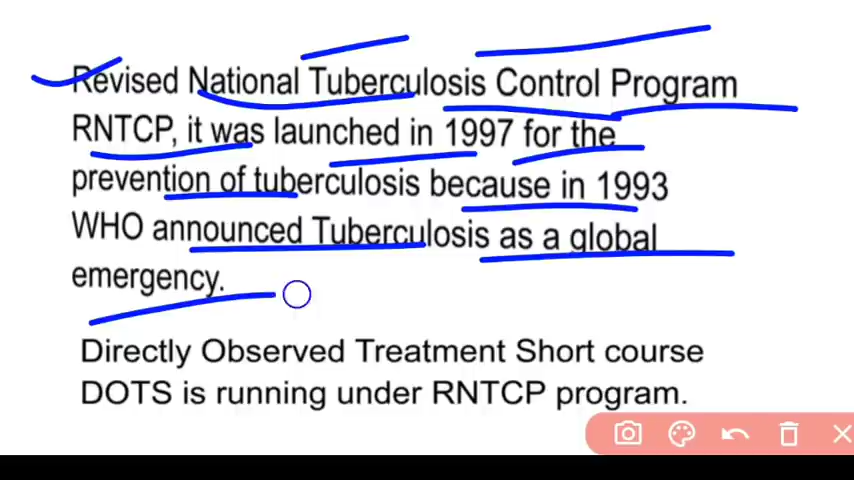 Revised National Tuberculosis Control Program
RNTCP, it was launched in 1997 for the
prevention of tuberculosis because in 1993
WHO announced Tuberculosis as a global
emergency.
Directly Observed Treatment Short course
DOTS is running under RNTCP program.